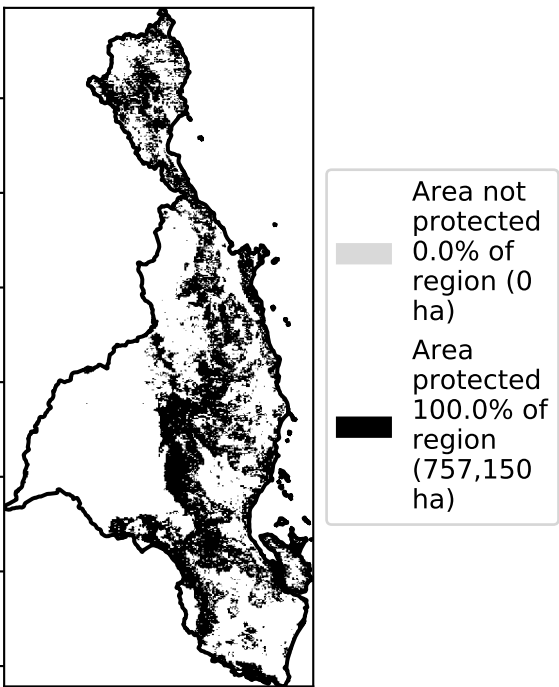 Area not
protected
0.0% of
region (0
ha)
Area
protected
100.0% of
region
(757,150
ha)